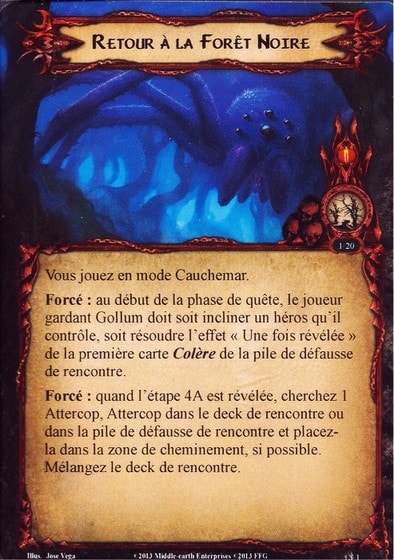 Retour à la Forêt Noire
1-20
Vous jouez en mode Cauchemar.
Forcé : au début de la phase de quête, le joueur
gardant Gollum doit soit incliner un héros qu'il
contrôle, soit résoudre l'effet « Une fois révélée »
de la première carte Colère de la pile de défausse
de rencontre.
Forcé : quand l'étape 4A est révélée, cherchez 1
Attercop, Attercop dans le deck de rencontre ou
dans la pile de défausse de rencontre et placez-
la dans la zone de cheminement, si possible.
Mélangez le deck de rencontre.
Illus. Jose Vega
©2013 Middle-earth Enterprises ©2013 FFG